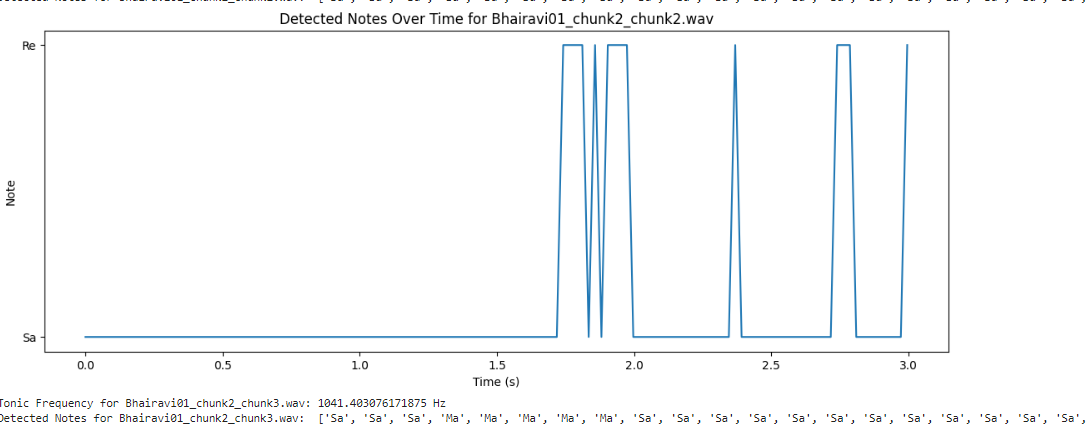 Detected Notes Over Time for Bhairavi01_chunk2_chunk2.wav
Re
Note
Sa
0.0 0.5 1.0 1.5 2.0 2.5 3.0
Time (s)
Tonic Frequency for Bhairavi01_chunk2_chunk3.wav: 1041.403076171875 Hz
Detected Notes for Bhairavi01_chunk2_chunk3.wav: ['Sa', 'Sa', 'Sa', 'Ma', 'Ma', 'Ma', 'Ma', 'Ma', 'Sa', 'Sa', 'Sa', 'Sa', 'Sa', 'Sa', 'Sa', 'Sa', 'Sa', 'Sa', 'Sa', 'Sa',